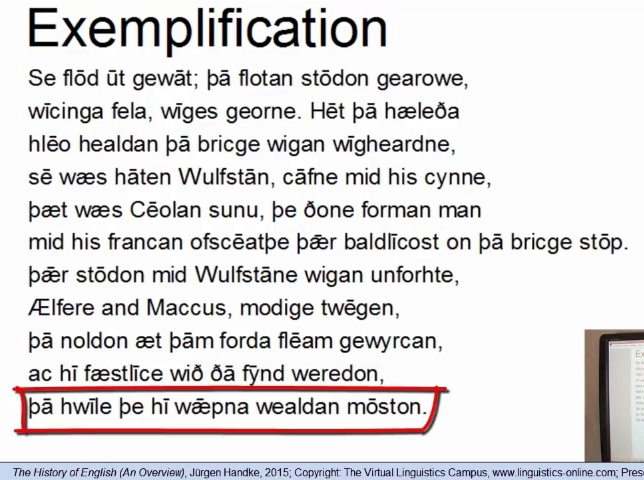 Exemplification
Se flōd ūt gewāt; þā flotan stōdon gearowe,
wīcinga fela, wīges georne. Hēt þā hæleða
hlēo healdan þā bricge wigan wīgheardne,
sē wæs hāten Wulfstān, cāfne mid his cynne,
þæt wæs Cēolan sunu, þe ðone forman man
mid his francan ofscēatþe þǣr baldlīcost on þā bricge stōp.
þǣr stōdon mid Wulfstāne wigan unforhte,
Ælfere and Maccus, modige twēgen,
þā noldon æt þām forda flēam gewyrcan,
ac hī fæstlīce wið ðā fȳnd weredon,
þā hwīle þe hī wǣpna wealdan mōston.
The History of English (An Overview), Jürgen Handke, 2015; Copyright: The Virtual Linguistics Campus, www.linguistics-online.com; Prese